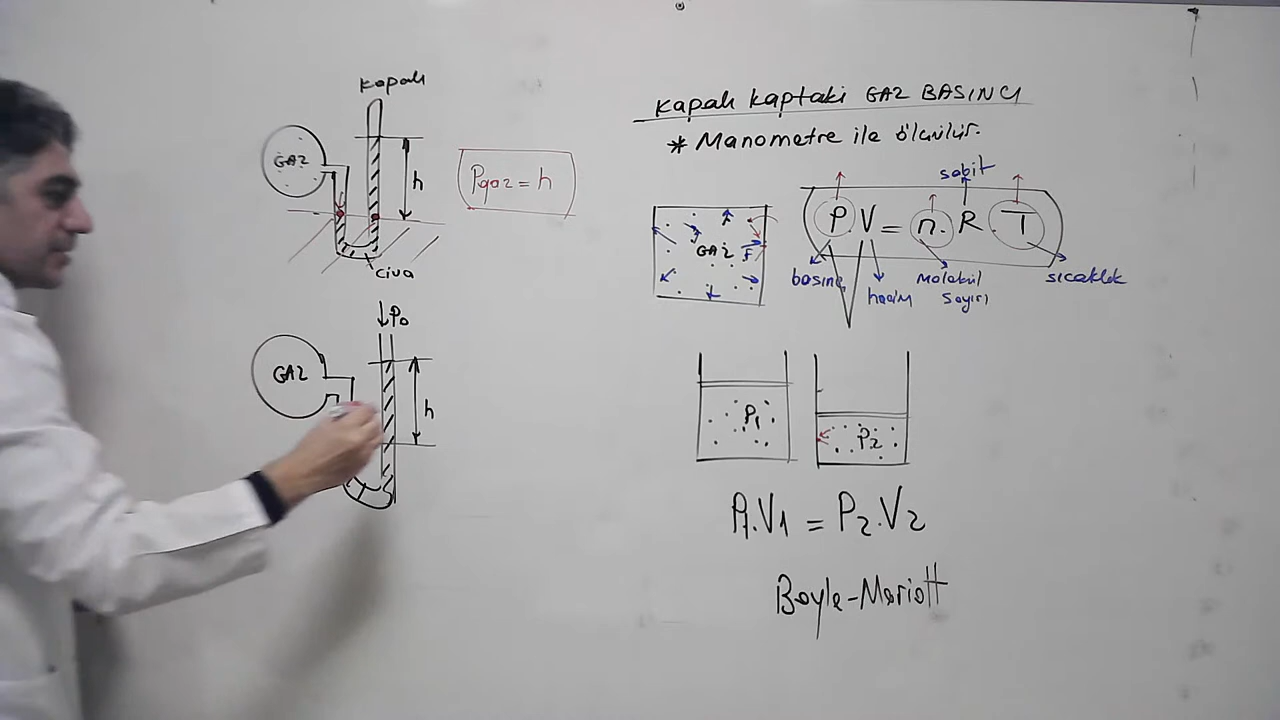 Kapalı
GAZ
h
Pgaz = h
civa
P0
GAZ
h
Kapalı kaptaki GAZ BASINCI
* Manometre ile ölçülür.
sabit
P.V = n.R.T
basınç
hacim
Molekül sayısı
sıcaklık
GAZ
F
P1
P2
P1.V1 = P2.V2
Boyle-Mariott